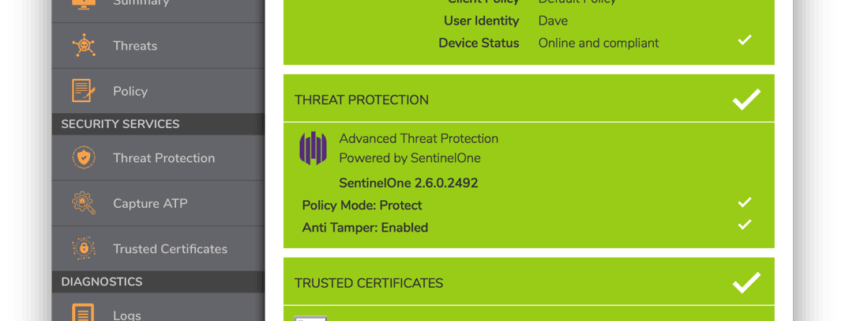 Summary
Threats
Policy
SECURITY SERVICES
Threat Protection
Capture ATP
Trusted Certificates
DIAGNOSTICS
Logs
Client Policy Default Policy
User Identity Dave
Device Status Online and compliant
THREAT PROTECTION
Advanced Threat Protection
Powered by SentinelOne
SentinelOne 2.6.0.2492
Policy Mode: Protect
Anti Tamper: Enabled
TRUSTED CERTIFICATES